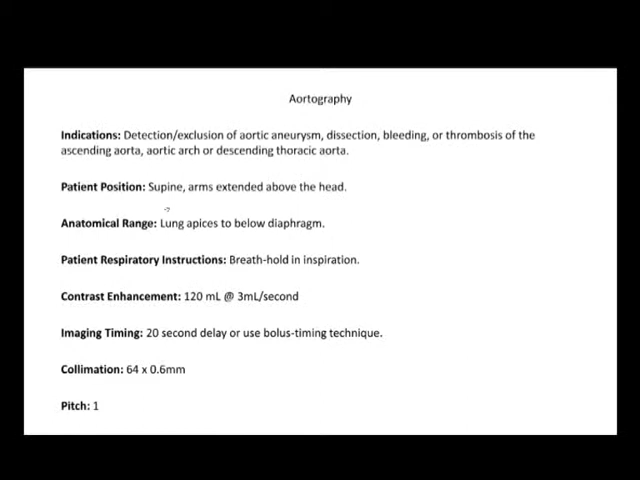 Aortography
Indications: Detection/exclusion of aortic aneurysm, dissection, bleeding, or thrombosis of the
ascending aorta, aortic arch or descending thoracic aorta.
Patient Position: Supine, arms extended above the head.
Anatomical Range: Lung apices to below diaphragm.
Patient Respiratory Instructions: Breath-hold in inspiration.
Contrast Enhancement: 120 mL @ 3mL/second
Imaging Timing: 20 second delay or use bolus-timing technique.
Collimation: 64 x 0.6mm
Pitch: 1